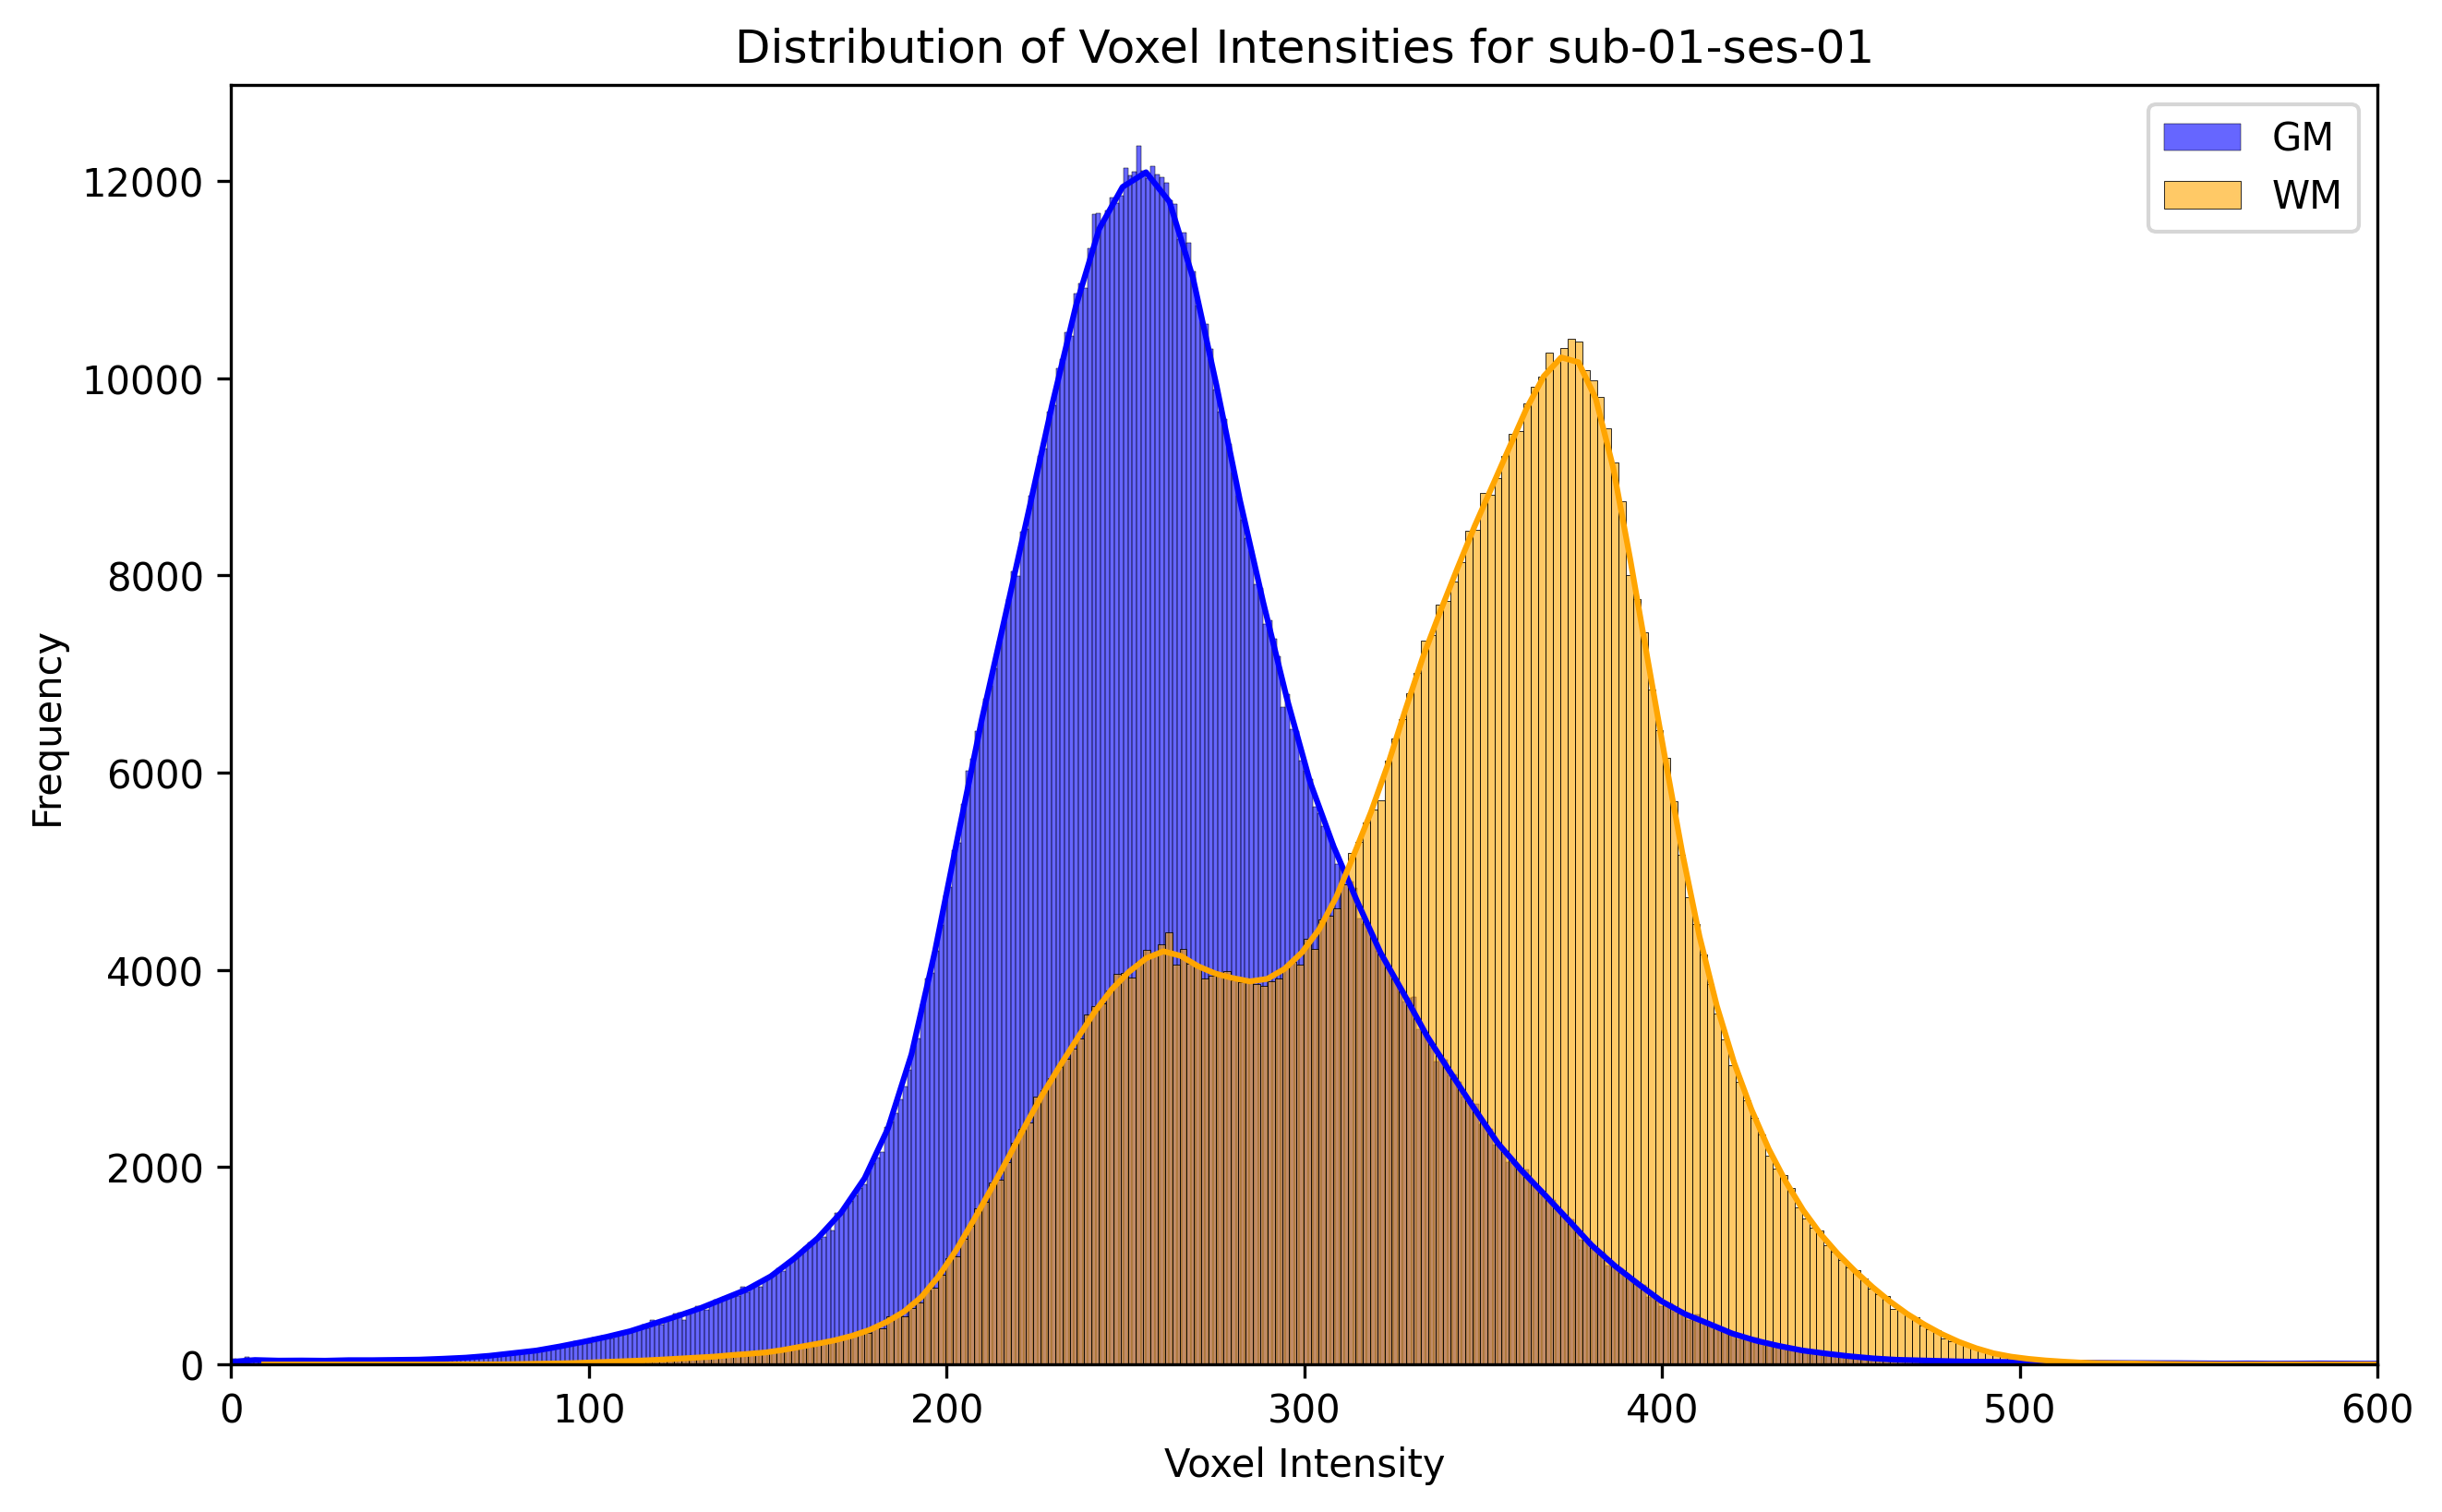 Distribution of Voxel Intensities for sub-01-ses-01
GM
WM
12000
10000
8000
6000
4000
2000
0
Frequency
0 100 200 300 400 500 600
Voxel Intensity